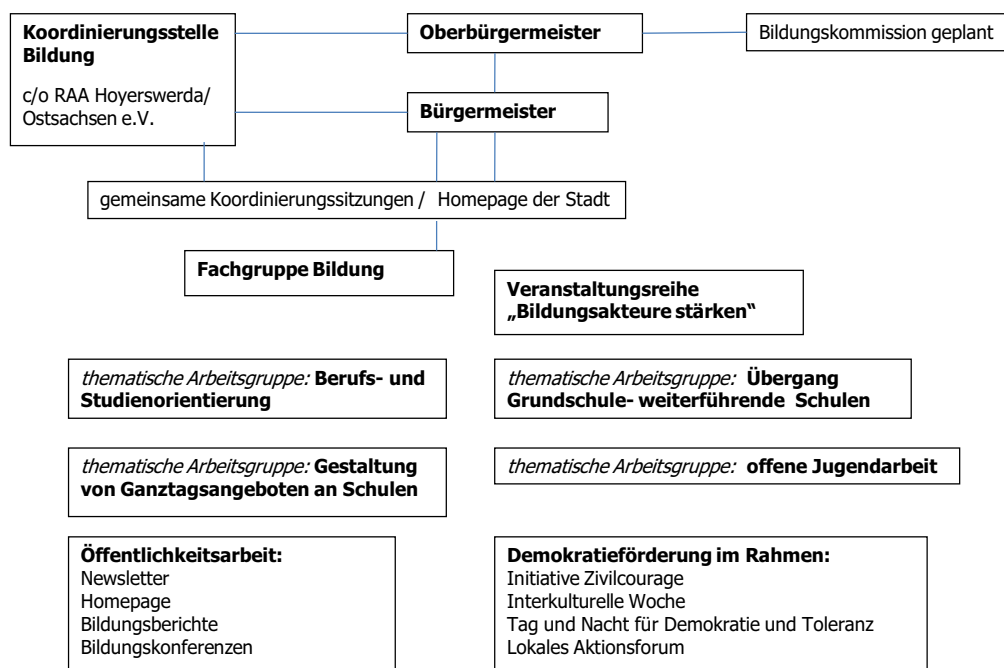 Koordinierungsstelle
Bildung
c/o RAA Hoyerswerda/
Ostsachsen e.V.
Oberbürgermeister
Bildungskommission geplant
Bürgermeister
gemeinsame Koordinierungssitzungen / Homepage der Stadt
Fachgruppe Bildung
Veranstaltungsreihe
„Bildungsakteure stärken“
thematische Arbeitsgruppe: Berufs- und
Studienorientierung
thematische Arbeitsgruppe: Übergang
Grundschule- weiterführende Schulen
thematische Arbeitsgruppe: Gestaltung
von Ganztagsangeboten an Schulen
thematische Arbeitsgruppe: offene Jugendarbeit
Öffentlichkeitsarbeit:
Newsletter
Homepage
Bildungsberichte
Bildungskonferenzen
Demokratieförderung im Rahmen:
Initiative Zivilcourage
Interkulturelle Woche
Tag und Nacht für Demokratie und Toleranz
Lokales Aktionsforum